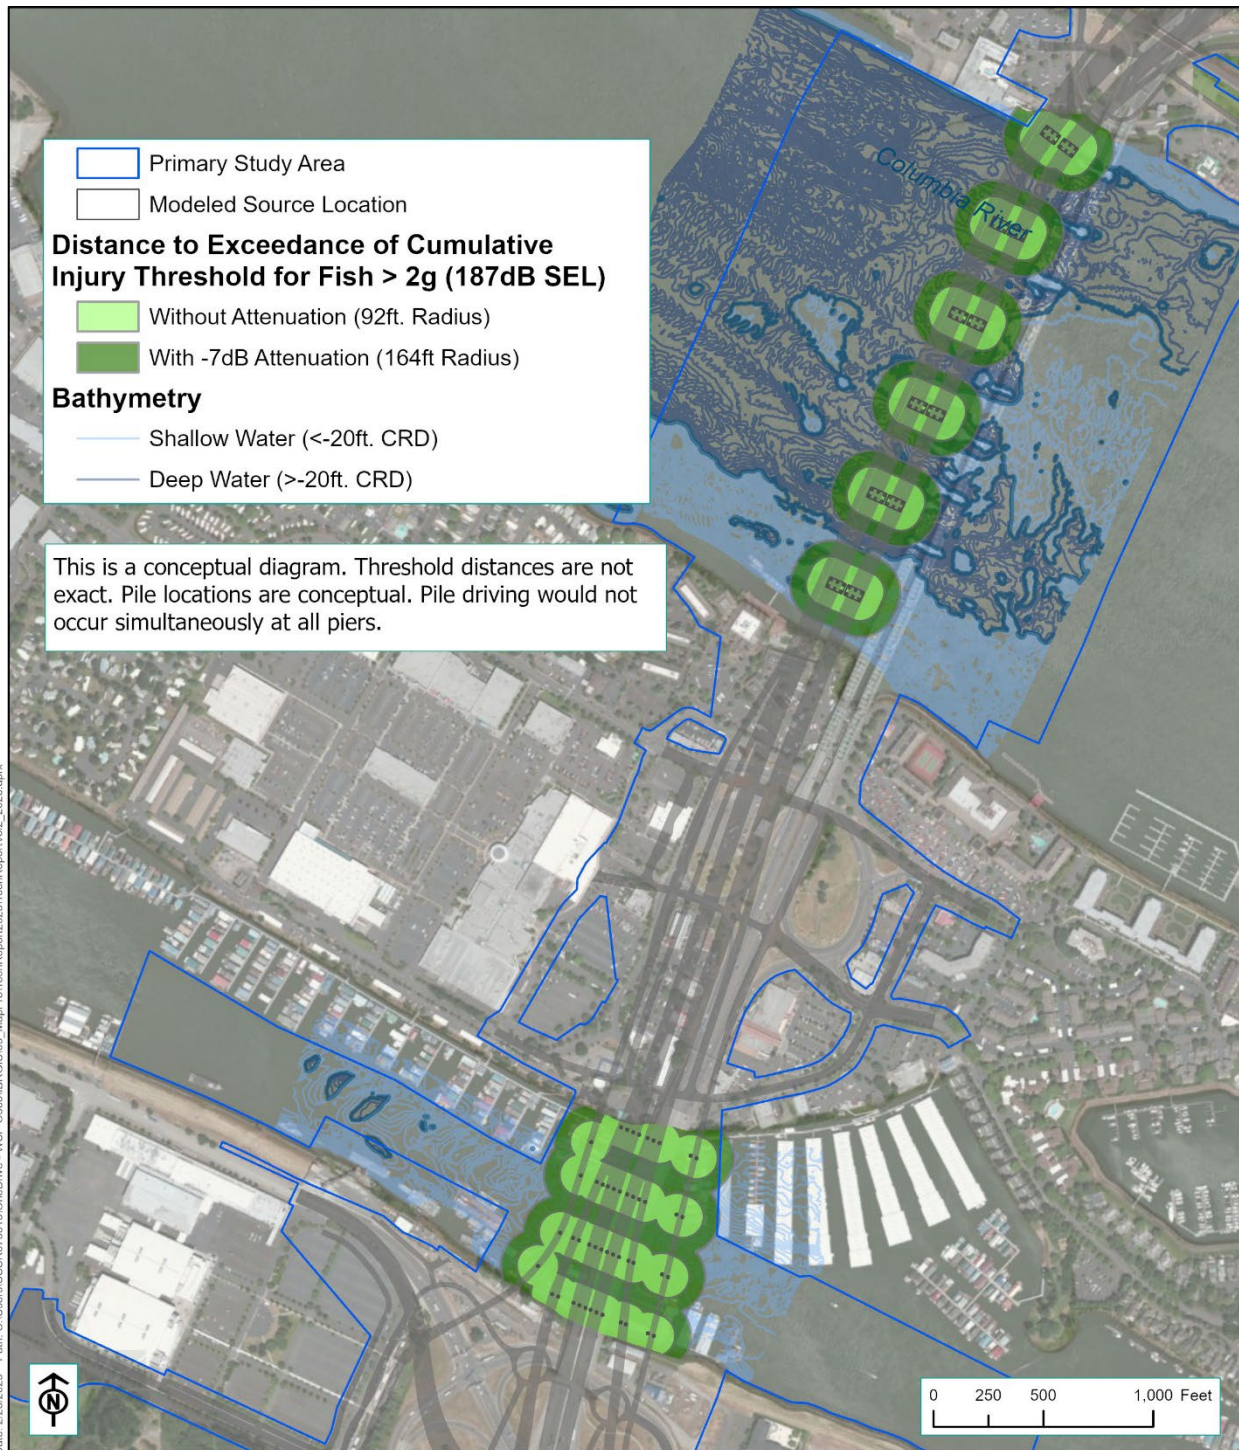 Columbia River
Primary Study Area
Modeled Source Location
Distance to Exceedance of Cumulative
Injury Threshold for Fish > 2g (187dB SEL)
Without Attenuation (92ft. Radius)
With -7dB Attenuation (164ft Radius)
Bathymetry
Shallow Water (<-20ft. CRD)
Deep Water (>-20ft. CRD)
This is a conceptual diagram. Threshold distances are not
exact. Pile locations are conceptual. Pile driving would not
occur simultaneously at all piers.
N
0 250 500 1,000 Feet